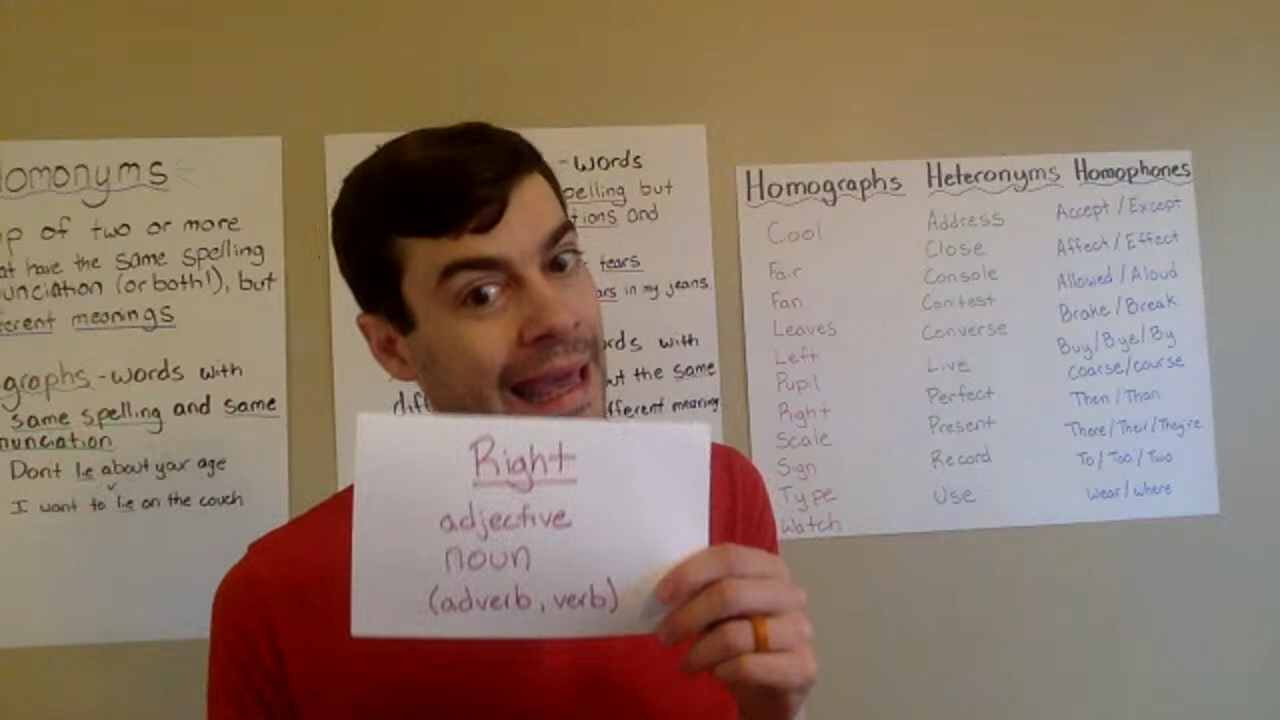 omonyms
p of two or more
at have the same spelling
unciation (or both!), but
erent meanings
graphs - words with
same spelling and same
nunciation
Dont lie about your age
I want to lie on the couch
- words
pelling but
tions and
tears
ars in my jeans.
rds with
ut the same
diff
fferent meaning.
Right
adjective
noun
(adverb, verb)
Homographs
Cool
Fair
Fan
Leaves
Left
Pupil
Right
Scale
Sign
Type
Watch
Heteronyms
Address
Close
Console
Contest
Converse
Live
Perfect
Present
Record
Use
Homophones
Accept / Except
Affect / Effect
Allowed / Aloud
Brake / Break
Buy / Bye / By
Coarse / course
Then / Than
There / Their / They're
To / Too / Two
Wear / where